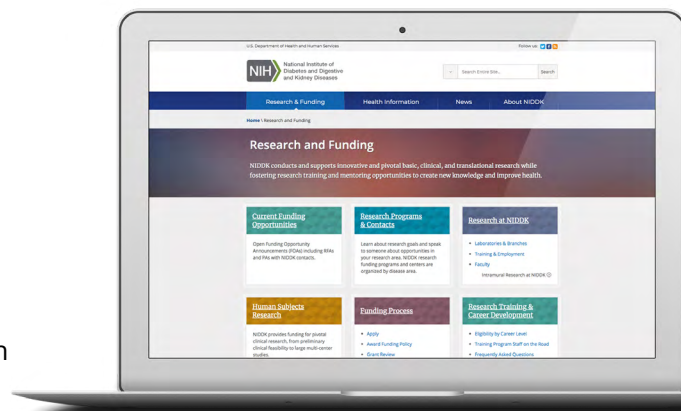 U.S. Department of Health and Human Services
Follow us:
NIH
National Institute of
Diabetes and Digestive
and Kidney Diseases
Search Entire Site...
Search
Research & Funding
Health Information
News
About NIDDK
Home \ Research and Funding
Research and Funding
NIDDK conducts and supports innovative and pivotal basic, clinical, and translational research while
fostering research training and mentoring opportunities to create new knowledge and improve health.
Current Funding
Opportunities
Open Funding Opportunity
Announcements (FOAs) including RFAs
and PAs with NIDDK contacts.
Research Programs
& Contacts
Learn about research goals and speak
to someone about opportunities in
your research area. NIDDK research
funding programs and centers are
organized by disease area.
Research at NIDDK
• Laboratories & Branches
• Training & Employment
• Faculty
Intramural Research at NIDDK
Human Subjects
Research
NIDDK provides funding for pivotal
clinical research, from preliminary
clinical feasibility to large multi-center
studies.
Funding Process
• Apply
• Award Funding Policy
• Grant Review
Research Training &
Career Development
• Eligibility by Career Level
• Training Program Staff on the Road
• Frequently Asked Questions